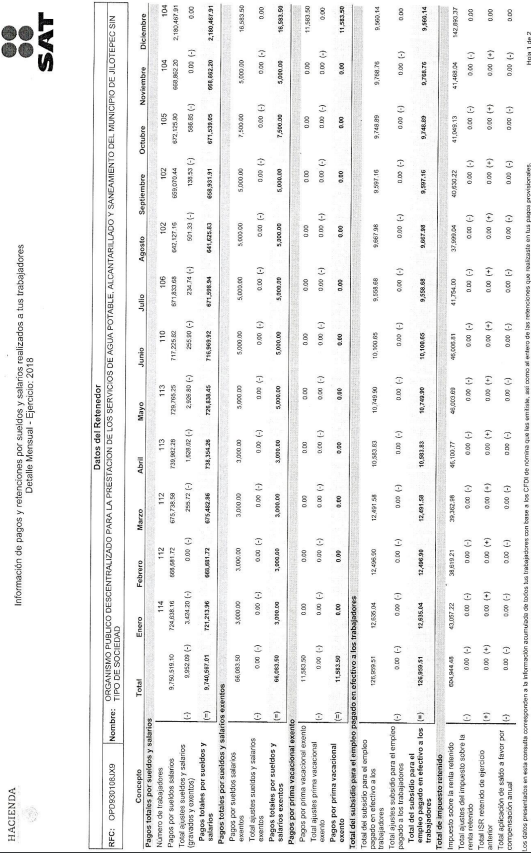 HACIENDA
SAT
Información de pagos y retenciones por sueldos y salarios realizados a tus trabajadores
Detalle Mensual - Ejercicio: 2018
Datos del Retenedor
RFC: OPD93010SUX9 Nombre: ORGANISMO PUBLICO DESCENTRALIZADO PARA LA PRESTACION DE LOS SERVICIOS DE AGUA POTABLE, ALCANTARILLADO Y SANEAMIENTO DEL MUNICIPIO DE JILOTEPEC SIN
TIPO DE SOCIEDAD
Concepto Total Enero Febrero Marzo Abril Mayo Junio Julio Agosto Septiembre Octubre Noviembre Diciembre
Pagos totales por sueldos y salarios
Número de trabajadores 114 112 112 113 113 110 106 102 102 105 104 104
Pagos por sueldos salarios 9,750,519.10 724,638.16 668,681.72 675,738.58 739,982.28 729,765.25 717,225.82 671,833.68 642,127.16 659,070.44 672,125.90 668,862.20 2,180,467.91
Total ajustes sueldos y salarios
(gravados y exentos) (-) 9,952.09 (-) 3,424.20 (-) 0.00 (-) 255.72 (-) 1,628.02 (-) 2,926.80 (-) 255.90 (-) 234.74 (-) 501.33 (-) 138.53 (-) 586.85 (-) 0.00 (-) 0.00
Pagos totales por sueldos y
salarios (=) 9,740,567.01 721,213.96 668,681.72 675,482.86 738,354.26 726,838.45 716,969.92 671,598.94 641,625.83 658,931.91 671,539.05 668,862.20 2,180,467.91
Pagos totales por sueldos y salarios exentos
Pagos por sueldos salarios
exentos 66,083.50 3,000.00 3,000.00 3,000.00 3,000.00 5,000.00 5,000.00 5,000.00 5,000.00 5,000.00 7,500.00 5,000.00 16,583.50
Total ajustes sueldos y salarios
exentos (-) 0.00 (-) 0.00 (-) 0.00 (-) 0.00 (-) 0.00 (-) 0.00 (-) 0.00 (-) 0.00 (-) 0.00 (-) 0.00 (-) 0.00 (-) 0.00 (-) 0.00
Pagos totales por sueldos y
salarios exentos (=) 66,083.50 3,000.00 3,000.00 3,000.00 3,000.00 5,000.00 5,000.00 5,000.00 5,000.00 5,000.00 7,500.00 5,000.00 16,583.50
Pagos por prima vacacional exento
Pagos por prima vacacional exento 11,583.50 0.00 0.00 0.00 0.00 0.00 0.00 0.00 0.00 0.00 0.00 0.00 11,583.50
Total ajustes prima vacacional
exento (-) 0.00 (-) 0.00 (-) 0.00 (-) 0.00 (-) 0.00 (-) 0.00 (-) 0.00 (-) 0.00 (-) 0.00 (-) 0.00 (-) 0.00 (-) 0.00 (-) 0.00
Pagos por prima vacacional
exento (=) 11,583.50 0.00 0.00 0.00 0.00 0.00 0.00 0.00 0.00 0.00 0.00 0.00 11,583.50
Total del subsidio para el empleo pagado en efectivo a los trabajadores
Total del subsidio para el empleo
pagado en efectivo a los
trabajadores 126,959.51 12,635.04 12,496.90 12,491.58 10,583.83 10,749.90 9,558.68 9,667.98 9,597.16 9,748.89 9,768.76 9,560.14
Total ajustes subsidio para el empleo
pagado a los trabajadores (-) 0.00 (-) 0.00 (-) 0.00 (-) 0.00 (-) 0.00 (-) 0.00 (-) 0.00 (-) 0.00 (-) 0.00 (-) 0.00 (-) 0.00 (-) 0.00 (-) 0.00
Total del subsidio para el
empleo pagado en efectivo a los
trabajadores (=) 126,959.51 12,635.04 12,496.90 12,491.58 10,583.83 10,749.90 9,558.68 9,667.98 9,597.16 9,748.89 9,768.76 9,560.14
Total de impuesto retenido
Impuesto sobre la renta retenido 604,944.48 43,057.22 38,619.21 39,362.98 46,100.77 46,003.69 46,005.81 41,754.00 37,999.04 40,630.22 41,049.13 41,468.04 142,893.37
Total ajustes de impuesto sobre la
renta retenido (-) 0.00 (-) 0.00 (-) 0.00 (-) 0.00 (-) 0.00 (-) 0.00 (-) 0.00 (-) 0.00 (-) 0.00 (-) 0.00 (-) 0.00 (-) 0.00 (-) 0.00
Total ISR retenido de ejercicio
anterior (+) 0.00 (+) 0.00 (+) 0.00 (+) 0.00 (+) 0.00 (+) 0.00 (+) 0.00 (+) 0.00 (+) 0.00 (+) 0.00 (+) 0.00 (+) 0.00 (+) 0.00
Total aplicación de saldo a favor por
compensación anual (-) 0.00 (-) 0.00 (-) 0.00 (-) 0.00 (-) 0.00 (-) 0.00 (-) 0.00 (-) 0.00 (-) 0.00 (-) 0.00 (-) 0.00 (-) 0.00 (-) 0.00
Los datos presentados en esta consulta corresponden a la información acumulada de todos tus trabajadores con base a los CFDI de nómina que les emitiste, así como al entero de las retenciones que realizaste en tus pagos provisionales.
Hoja 1 de 2